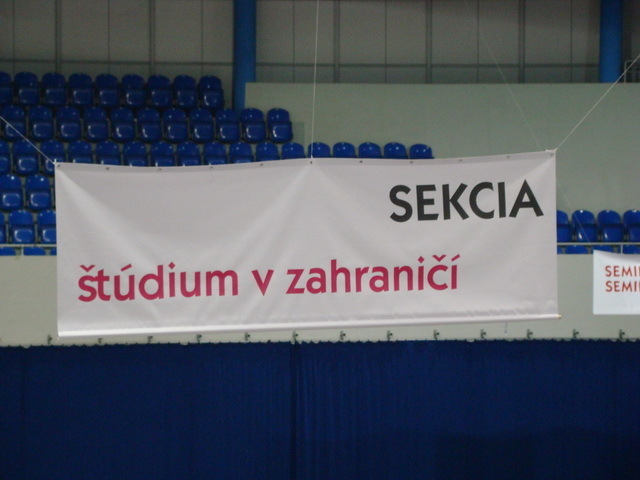 SEKCIA
štúdium v zahraničí